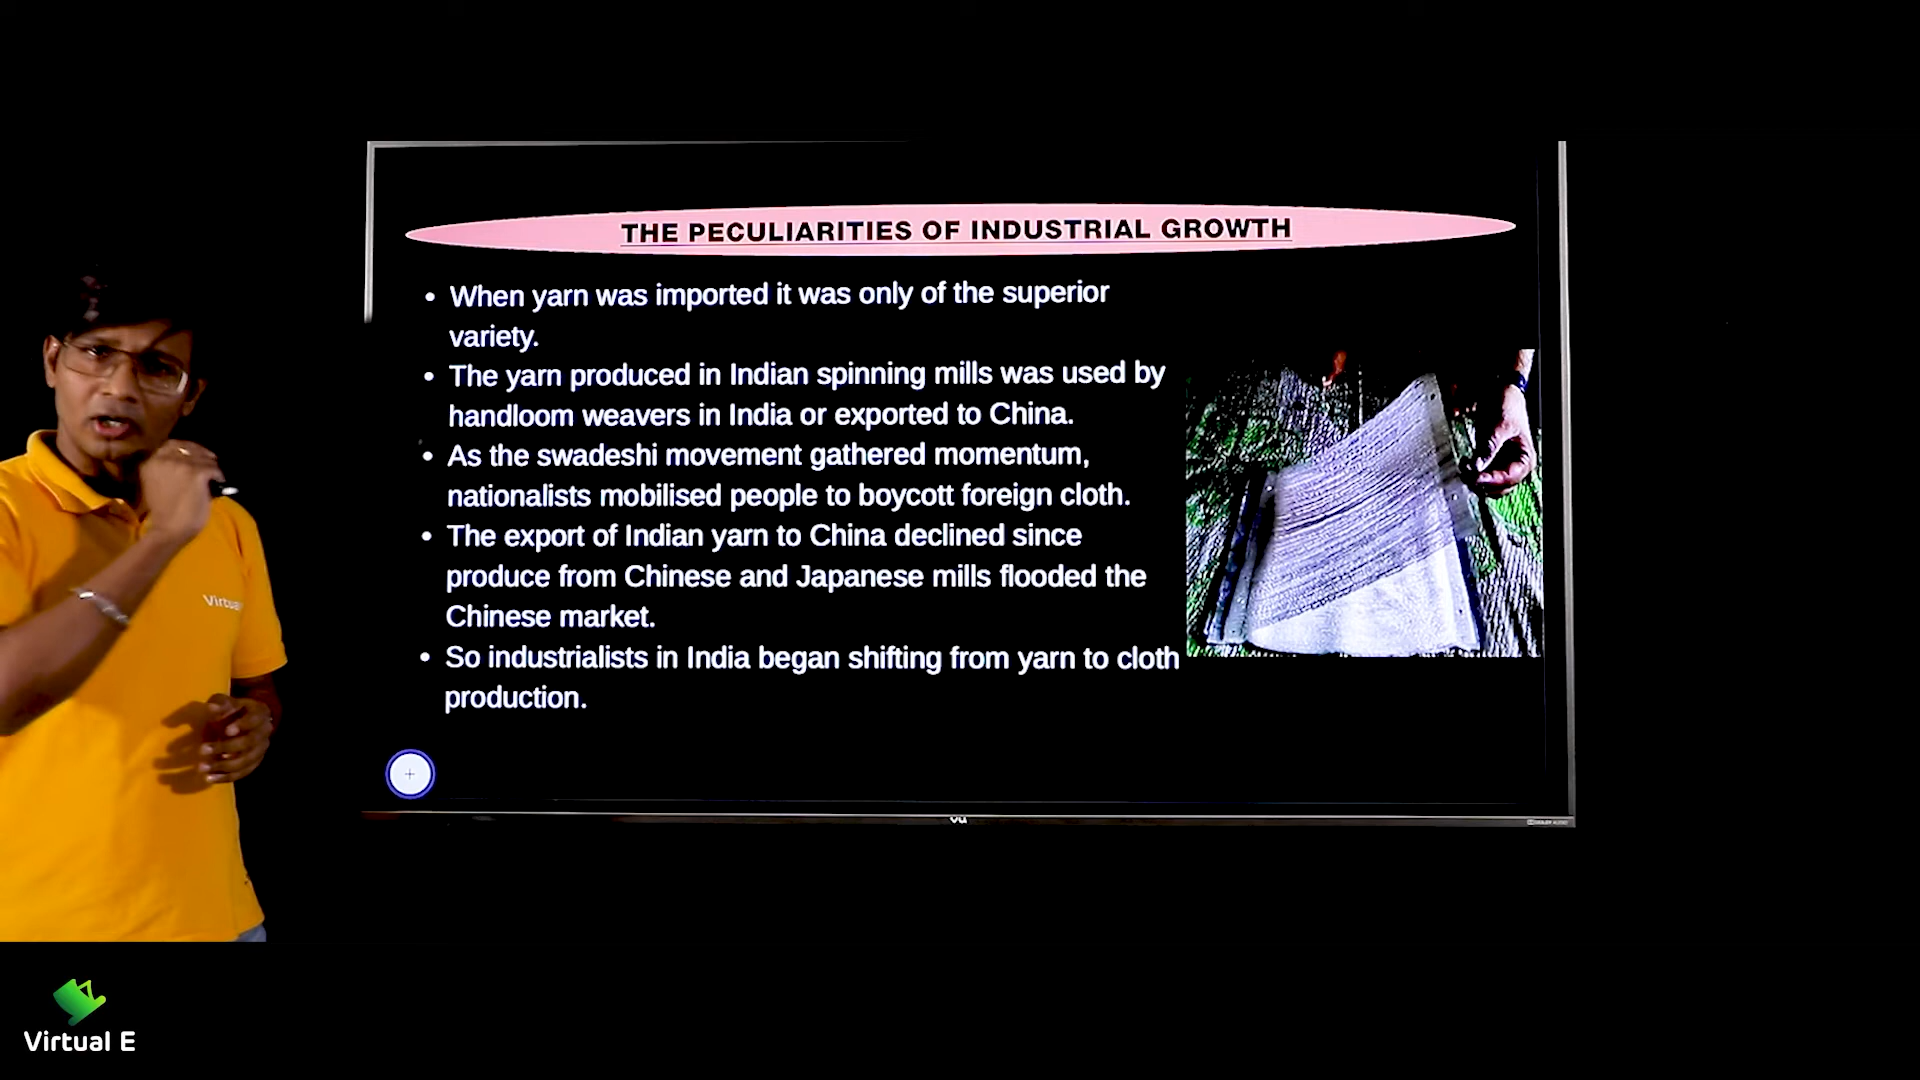 THE PECULIARITIES OF INDUSTRIAL GROWTH
• When yarn was imported it was only of the superior
variety.
• The yarn produced in Indian spinning mills was used by
handloom weavers in India or exported to China.
• As the swadeshi movement gathered momentum,
nationalists mobilised people to boycott foreign cloth.
• The export of Indian yarn to China declined since
produce from Chinese and Japanese mills flooded the
Chinese market.
• So industrialists in India began shifting from yarn to cloth
production.
Virtual
vu
Virtual E